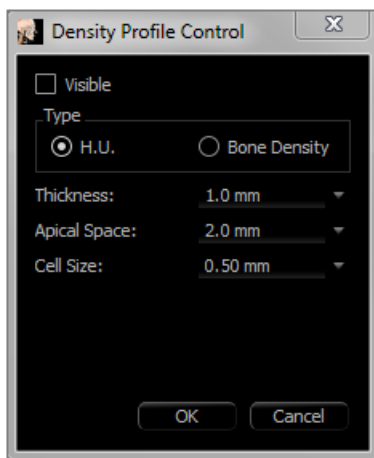 Density Profile Control
Visible
Type
H.U. Bone Density
Thickness: 1.0 mm
Apical Space: 2.0 mm
Cell Size: 0.50 mm
OK Cancel